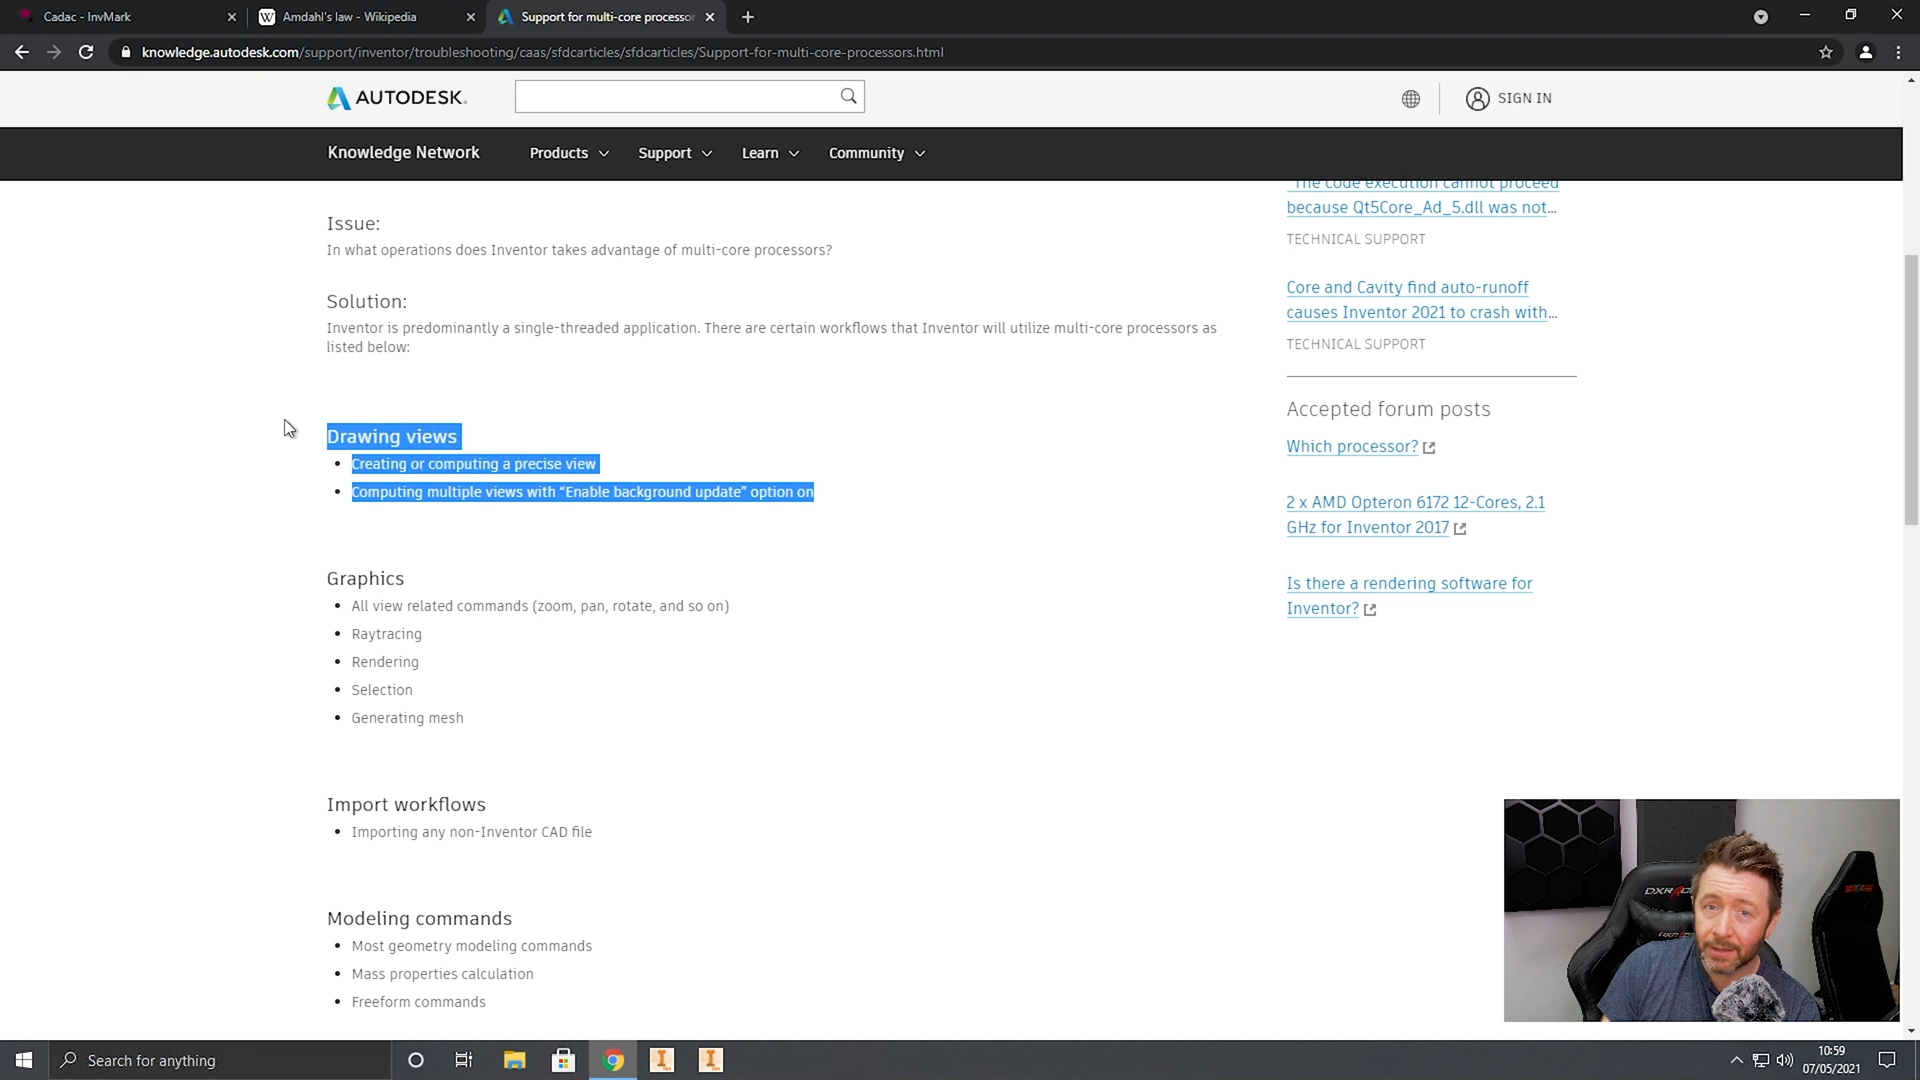 Cadac - InvMark
Amdahl's law - Wikipedia
Support for multi-core processor
knowledge.autodesk.com/support/inventor/troubleshooting/caas/sfdcarticles/sfdcarticles/Support-for-multi-core-processors.html
AUTODESK.
SIGN IN
Knowledge Network
Products
Support
Learn
Community
Issue:
In what operations does Inventor takes advantage of multi-core processors?
Solution:
Inventor is predominantly a single-threaded application. There are certain workflows that Inventor will utilize multi-core processors as
listed below:
Drawing views
Creating or computing a precise view
Computing multiple views with “Enable background update” option on
Graphics
All view related commands (zoom, pan, rotate, and so on)
Raytracing
Rendering
Selection
Generating mesh
Import workflows
Importing any non-Inventor CAD file
Modeling commands
Most geometry modeling commands
Mass properties calculation
Freeform commands
"The code execution cannot proceed
because Qt5Core_Ad_5.dll was not...
TECHNICAL SUPPORT
Core and Cavity find auto-runoff
causes Inventor 2021 to crash with...
TECHNICAL SUPPORT
Accepted forum posts
Which processor?
2 x AMD Opteron 6172 12-Cores, 2.1
GHz for Inventor 2017
Is there a rendering software for
Inventor?
Search for anything
10:59
07/05/2021